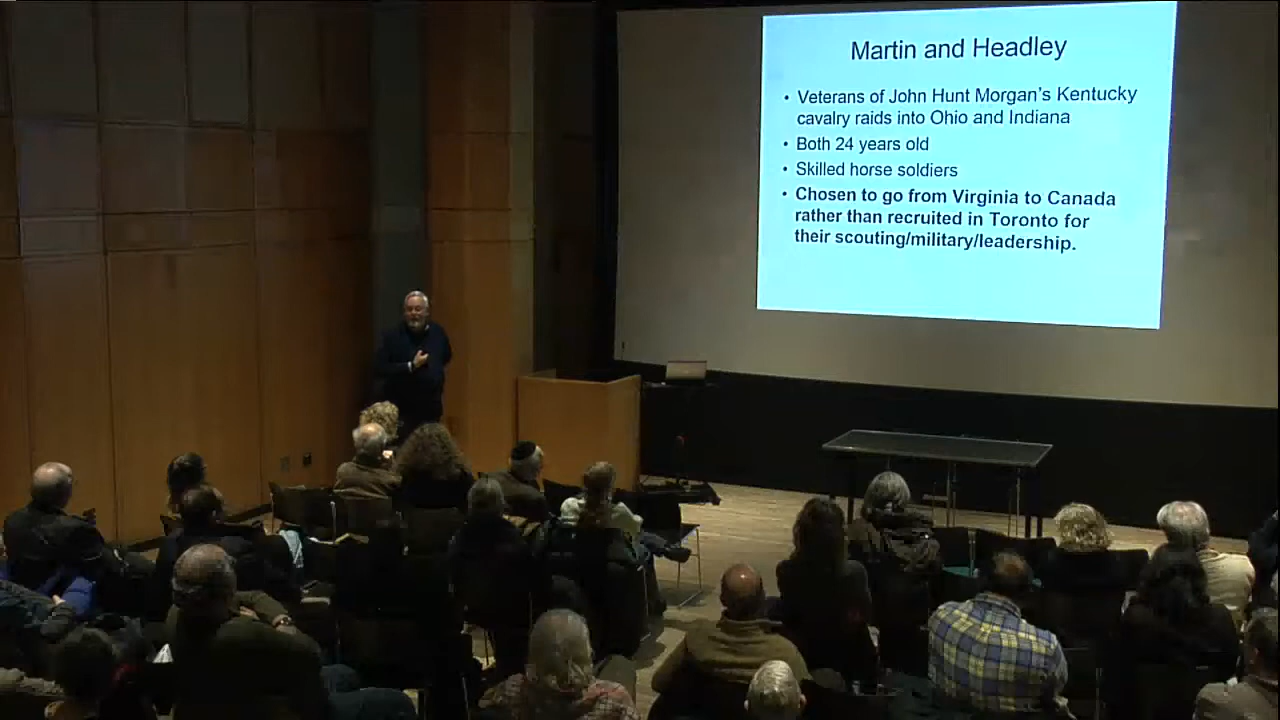 Martin and Headley
• Veterans of John Hunt Morgan's Kentucky
cavalry raids into Ohio and Indiana
• Both 24 years old
• Skilled horse soldiers
• Chosen to go from Virginia to Canada
rather than recruited in Toronto for
their scouting/military/leadership.